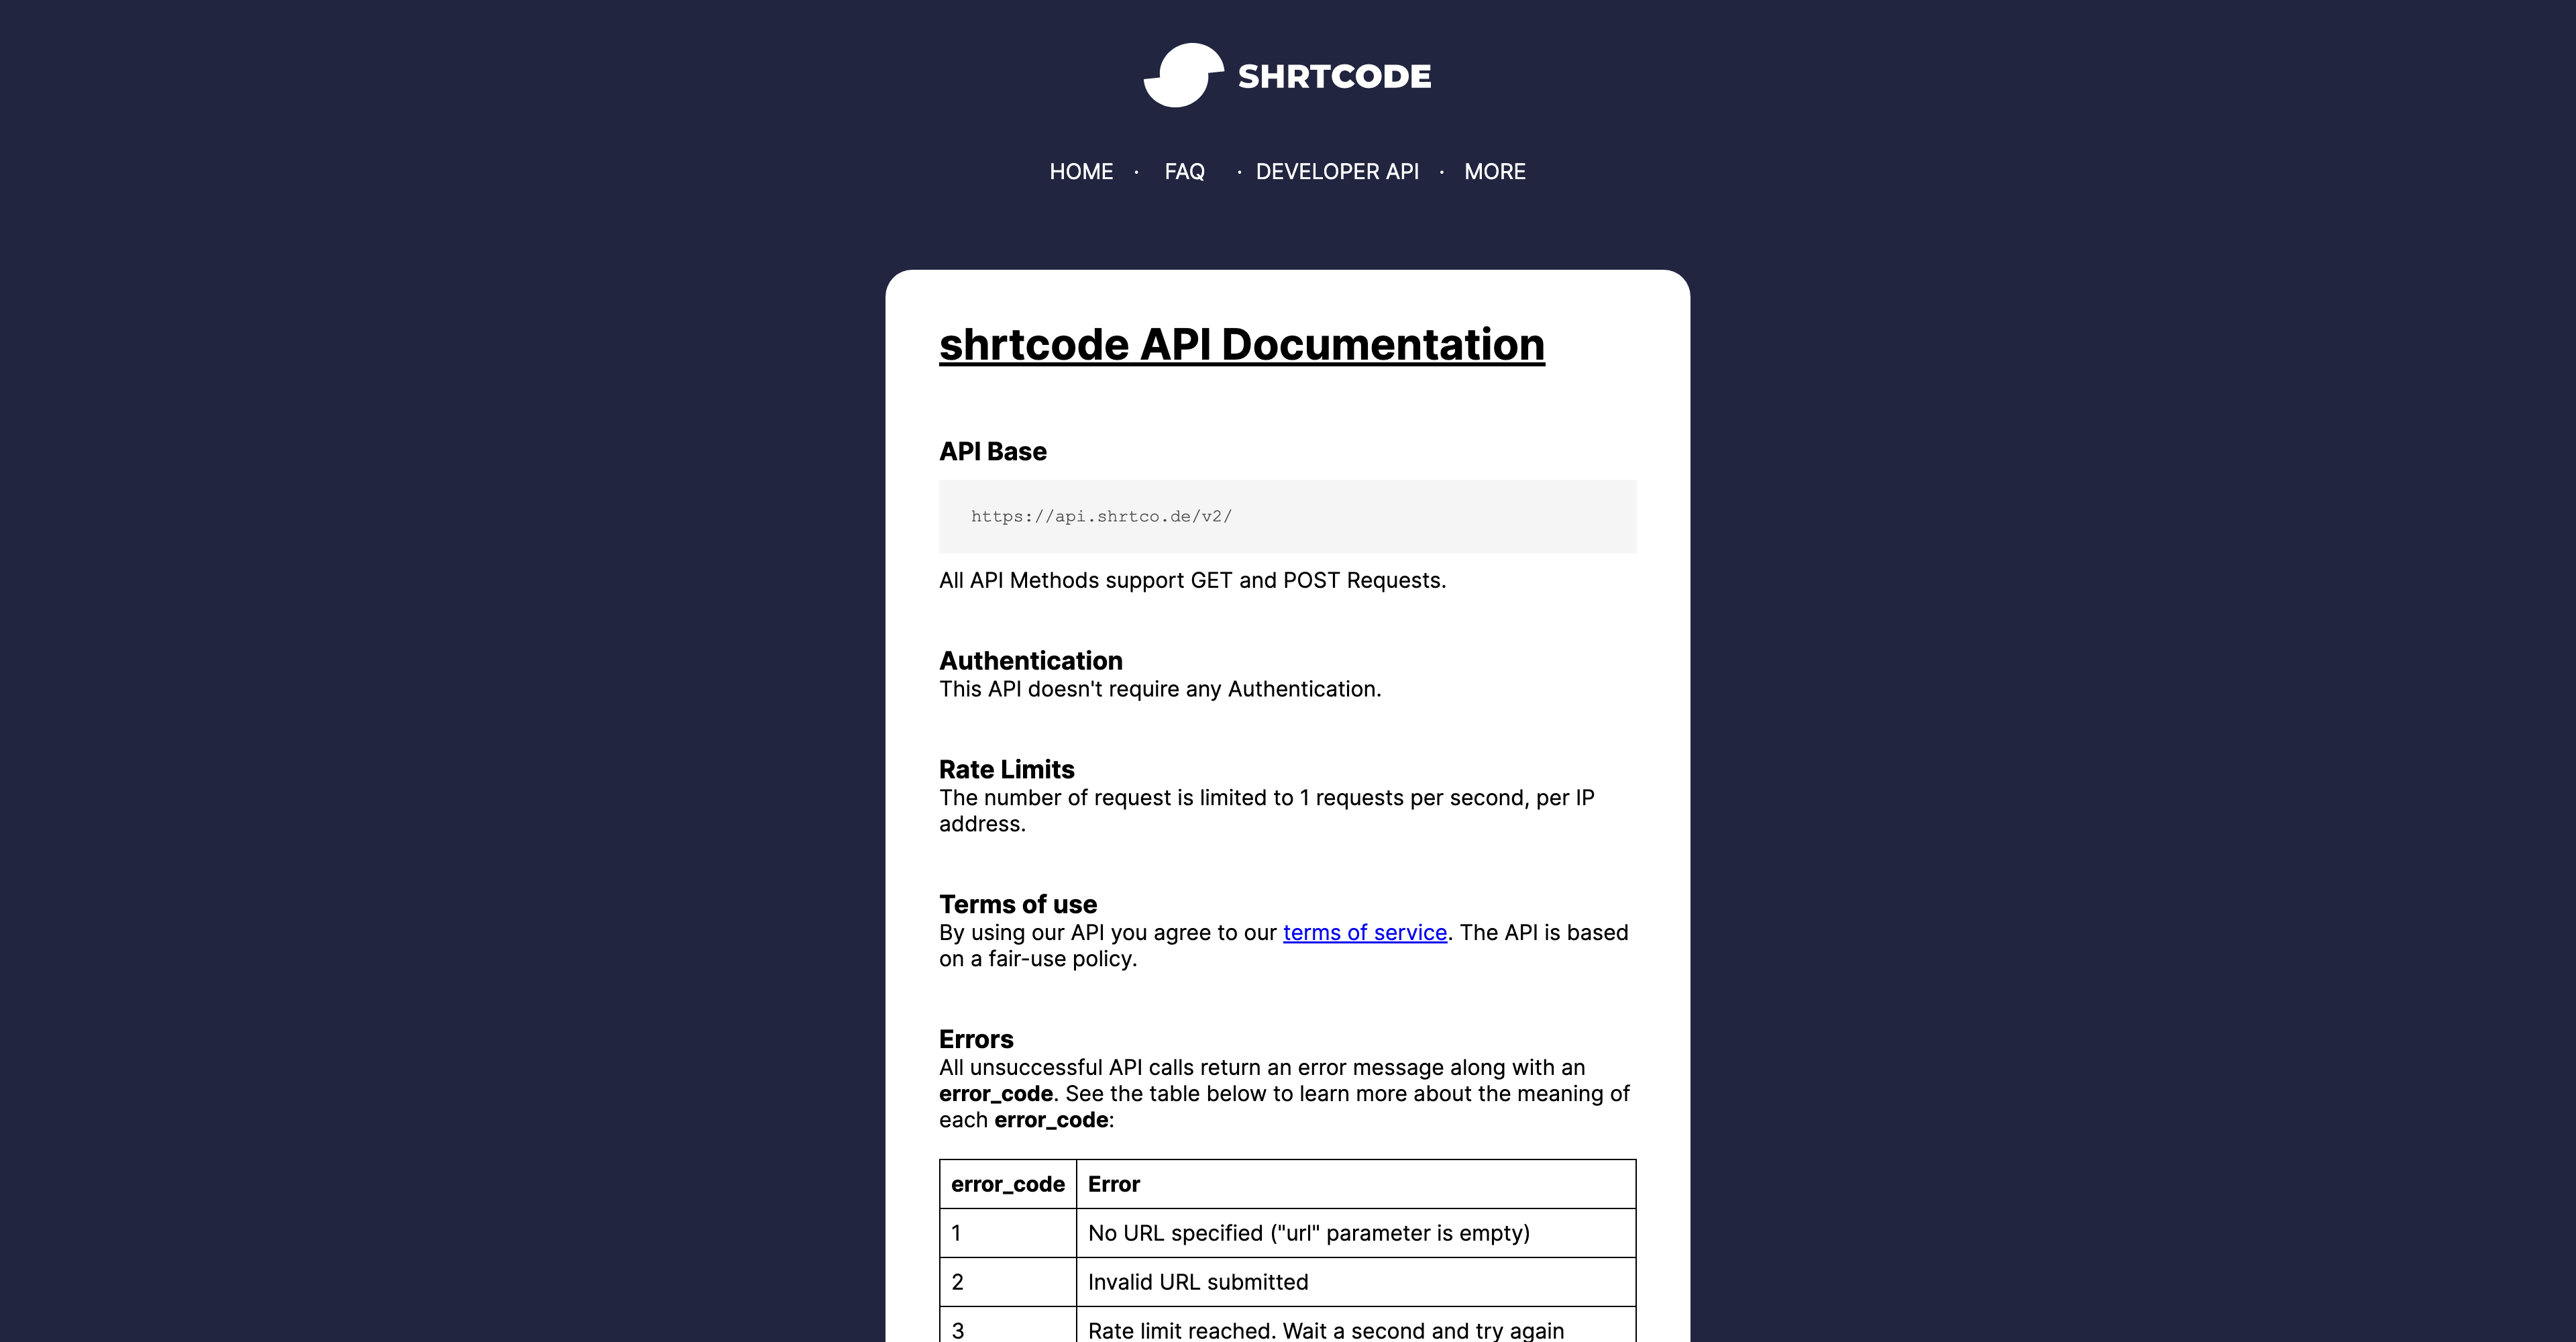 SHRTCODE
HOME · FAQ · DEVELOPER API · MORE
shrtcode API Documentation
API Base
https://api.shrtco.de/v2/
All API Methods support GET and POST Requests.
Authentication
This API doesn't require any Authentication.
Rate Limits
The number of request is limited to 1 requests per second, per IP
address.
Terms of use
By using our API you agree to our terms of service. The API is based
on a fair-use policy.
Errors
All unsuccessful API calls return an error message along with an
error_code. See the table below to learn more about the meaning of
each error_code:
error_code Error
1 No URL specified ("url" parameter is empty)
2 Invalid URL submitted
3 Rate limit reached. Wait a second and try again